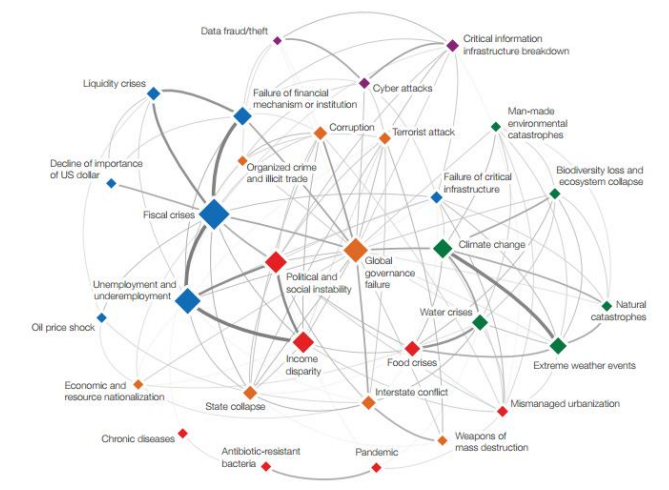 Data fraud/theft
Critical information
infrastructure breakdown
Liquidity crises
Failure of financial
mechanism or institution
Cyber attacks
Man-made
environmental
catastrophes
Corruption
Terrorist attack
Decline of importance
of US dollar
Organized crime
and illicit trade
Failure of critical
infrastructure
Biodiversity loss and
ecosystem collapse
Fiscal crises
Climate change
Global
governance
failure
Political and
social instability
Unemployment and
underemployment
Natural
catastrophes
Oil price shock
Water crises
Income
disparity
Food crises
Extreme weather events
Economic and
resource nationalization
State collapse
Interstate conflict
Mismanaged urbanization
Chronic diseases
Antibiotic-resistant
bacteria
Pandemic
Weapons of
mass destruction